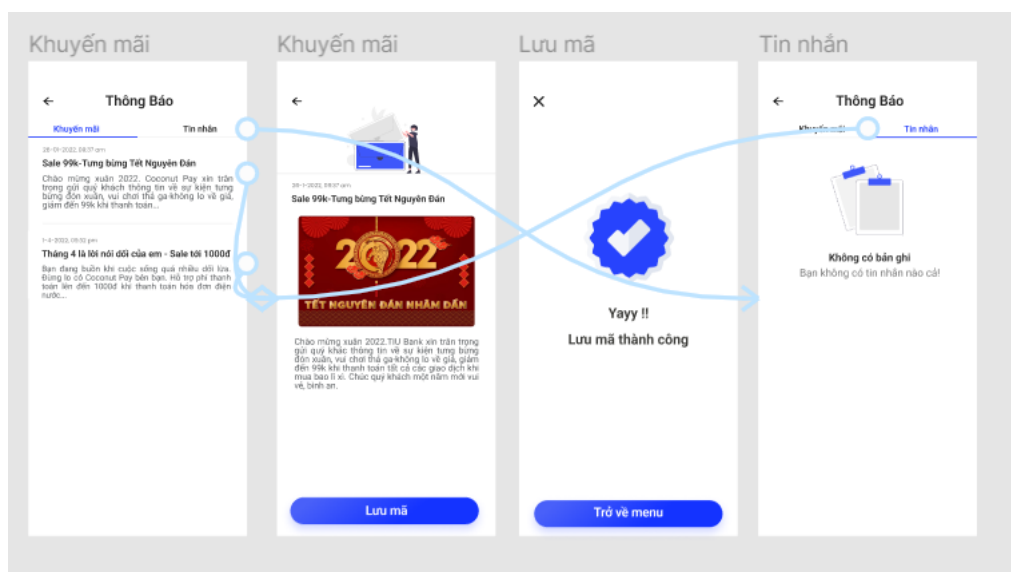 Khuyến mãi
Thông Báo
Khuyến mãi Tin nhắn
28-01-2022, 08:37 am
Sale 99k-Tưng bừng Tết Nguyên Đán
Chào mừng xuân 2022. Coconut Pay xin trân
trọng gửi quý khách thông tin về sự kiện tưng
bừng đón xuân, vui chơi thả ga-không lo về giá,
giảm đến 99k khi thanh toán...
1-4-2022, 05:52 pm
Tháng 4 là lời nói dối của em - Sale tới 1000đ
Bạn đang buồn khi cuộc sống quá nhiều dối lừa.
Đừng lo có Coconut Pay bên bạn. Hỗ trợ phí thanh
toán lên đến 1000đ khi thanh toán hóa đơn điện
nước...
Khuyến mãi
28-1-2022, 08:37 am
Sale 99k-Tưng bừng Tết Nguyên Đán
2022
TẾT NGUYÊN ĐÁN NHÂM DẦN
Chào mừng xuân 2022.TIU Bank xin trân trọng
gửi quý khác thông tin về sự kiện tưng bừng
đón xuân, vui chơi thả ga-không lo về giá, giảm
đến 99k khi thanh toán tất cả các giao dịch khi
mua bao lì xì. Chúc quý khách một năm mới vui
vẻ, bình an.
Lưu mã
Lưu mã
Yayy !!
Lưu mã thành công
Trở về menu
Tin nhắn
Thông Báo
Khuyến mãi Tin nhắn
Không có bản ghi
Bạn không có tin nhắn nào cả!